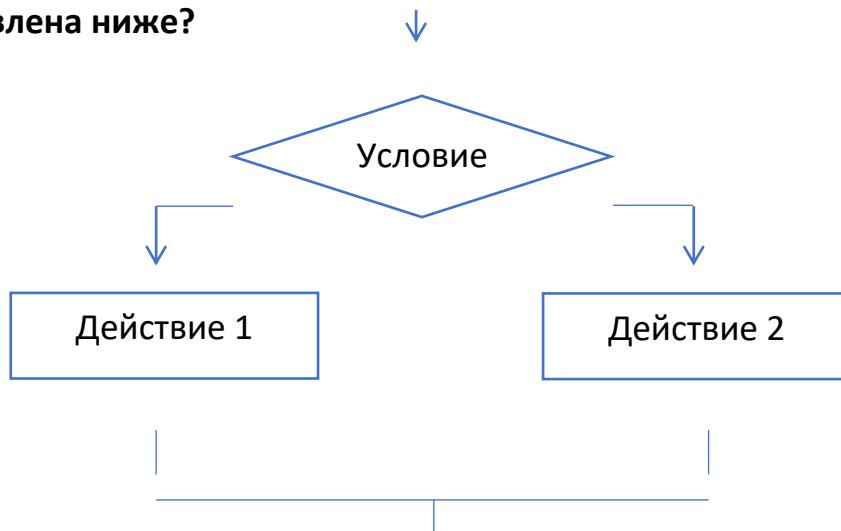 влена ниже?
Условие
Действие 1
Действие 2